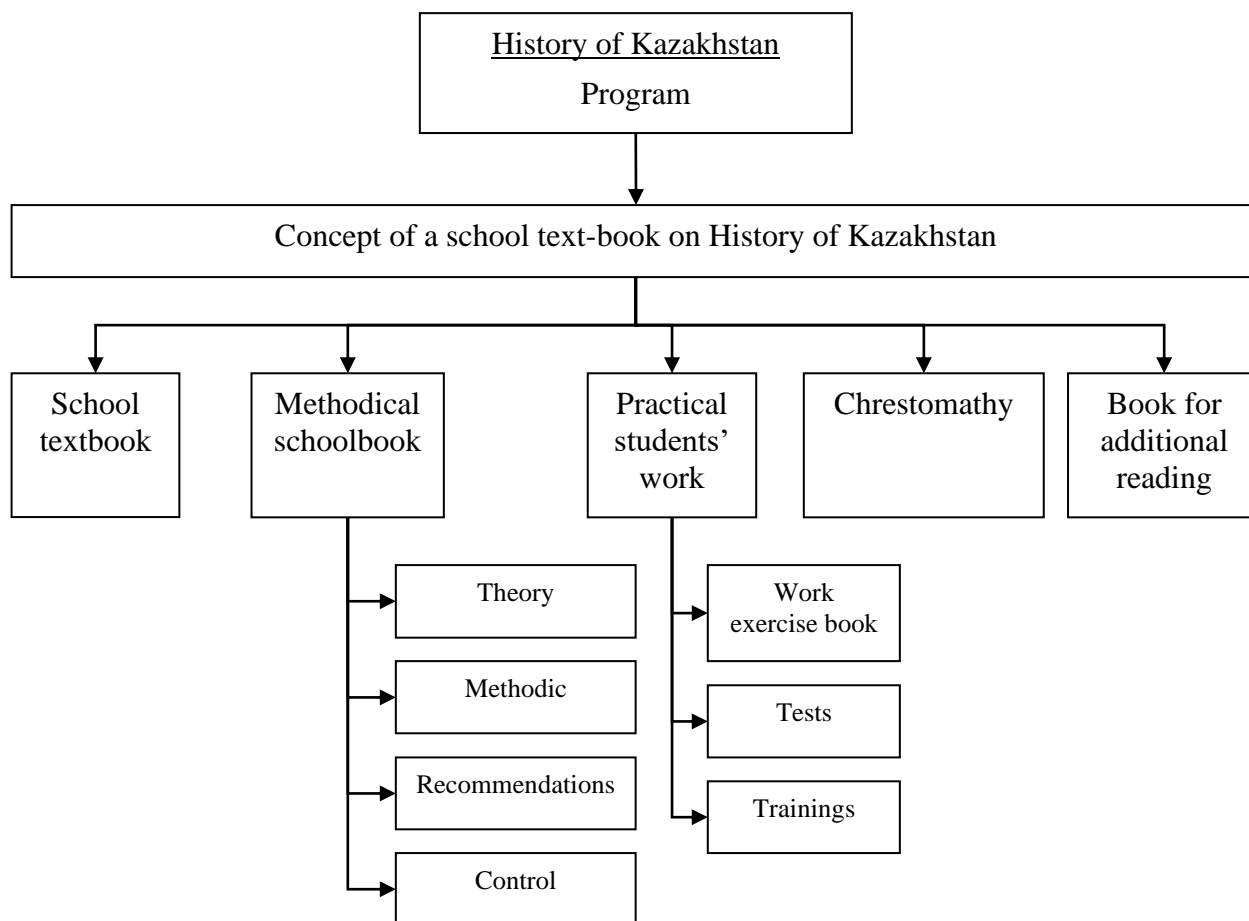 History of Kazakhstan
Program
Concept of a school text-book on History of Kazakhstan
School
textbook
Methodical
schoolbook
Practical
students’
work
Chrestomathy
Book for
additional
reading
Theory
Methodic
Recommendations
Control
Work
exercise book
Tests
Trainings